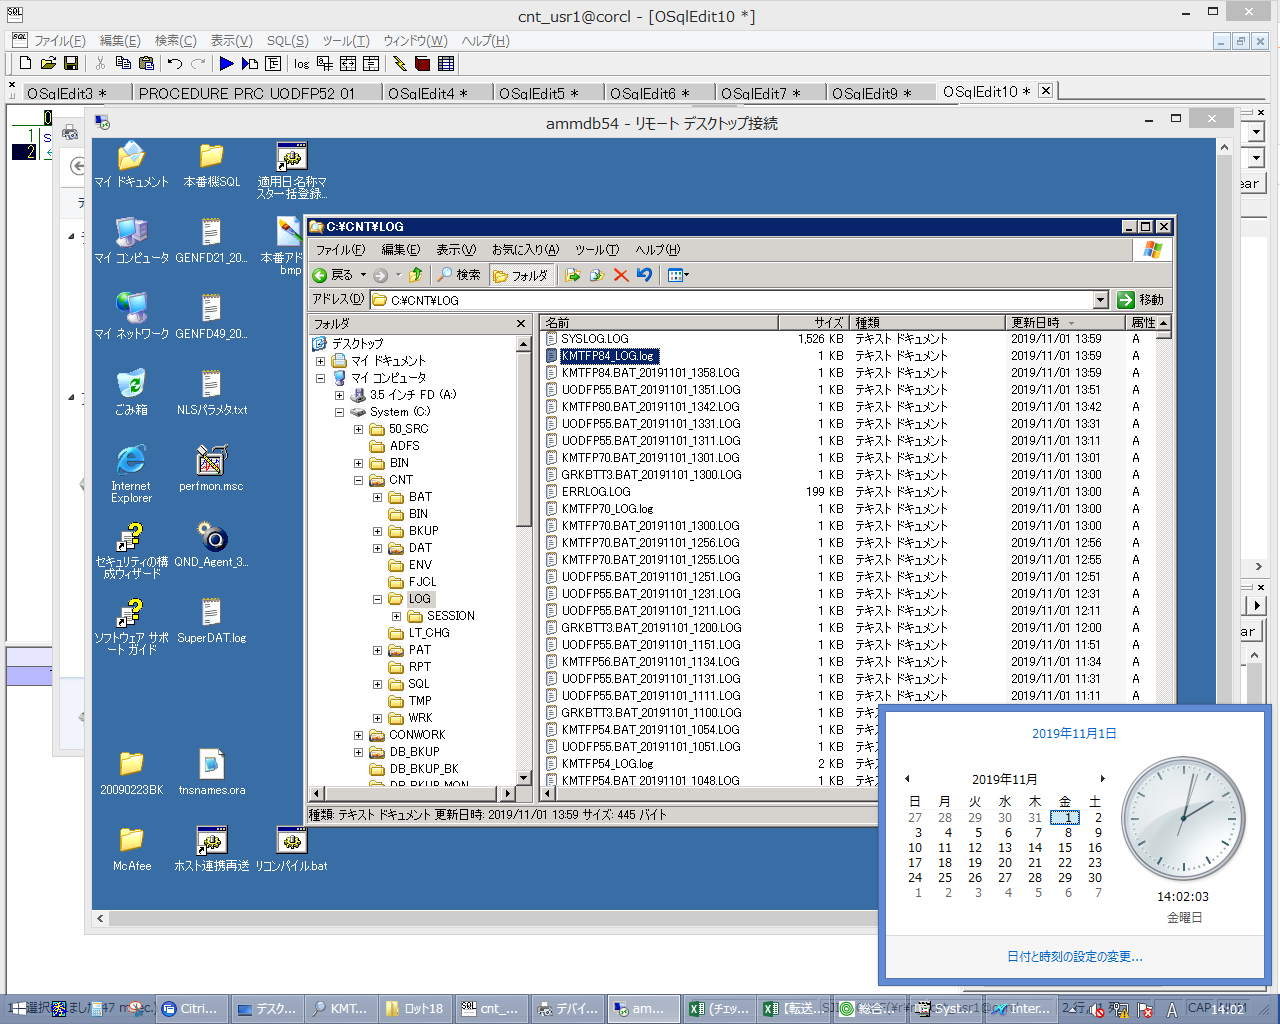 cnt_usr1@corcl - [OSqlEdit10 *]
ファイル(F) 編集(E) 検索(C) 表示(V) SQL(S) ツール(T) ウィンドウ(W) ヘルプ(H)
OSqlEdit3 * PROCEDURE PRC_UODFP52_01 OSqlEdit4 * OSqlEdit5 * OSqlEdit6 * OSqlEdit7 * OSqlEdit9 * OSqlEdit10 *
ammdb54 - リモート デスクトップ接続
マイ ドキュメント
本番機SQL
適用日名称マスター括登録...
マイ コンピュータ
GENFD21_20...
本番アド
bmp
マイ ネットワーク
GENFD49_20...
ごみ箱
NLSパラメタ.txt
Internet Explorer
perfmon.msc
セキュリティの構成ウィザード
QND_Agent_3...
ソフトウェア サポート ガイド
SuperDAT.log
20090223BK
tnsnames.ora
McAfee
ホスト連携再送
リコンパイル.bat
C:¥CNT¥LOG
ファイル(F) 編集(E) 表示(V) お気に入り(A) ツール(T) ヘルプ(H)
戻る 検索 フォルダ
アドレス(D) C:¥CNT¥LOG 移動
フォルダ
デスクトップ
マイ ドキュメント
マイ コンピュータ
3.5 インチ FD (A:)
System (C:)
50_SRC
ADFS
BIN
CNT
BAT
BIN
BKUP
DAT
ENV
FJCL
LOG
SESSION
LT_CHG
PAT
RPT
SQL
TMP
WRK
CONWORK
DB_BKUP
DB_BKUP_BK
DB_BKUP_MON
名前 サイズ 種類 更新日時 属性
SYSLOG.LOG 1,526 KB テキスト ドキュメント 2019/11/01 13:59 A
KMTFP84_LOG.log 1 KB テキスト ドキュメント 2019/11/01 13:59 A
KMTFP84.BAT_20191101_1358.LOG 1 KB テキスト ドキュメント 2019/11/01 13:59 A
UODFP55.BAT_20191101_1351.LOG 1 KB テキスト ドキュメント 2019/11/01 13:51 A
KMTFP80.BAT_20191101_1342.LOG 1 KB テキスト ドキュメント 2019/11/01 13:42 A
UODFP55.BAT_20191101_1331.LOG 1 KB テキスト ドキュメント 2019/11/01 13:31 A
UODFP55.BAT_20191101_1311.LOG 1 KB テキスト ドキュメント 2019/11/01 13:11 A
KMTFP70.BAT_20191101_1301.LOG 1 KB テキスト ドキュメント 2019/11/01 13:01 A
GRKBTT3.BAT_20191101_1300.LOG 1 KB テキスト ドキュメント 2019/11/01 13:00 A
ERRLOG.LOG 199 KB テキスト ドキュメント 2019/11/01 13:00 A
KMTFP70_LOG.log 1 KB テキスト ドキュメント 2019/11/01 13:00 A
KMTFP70.BAT_20191101_1300.LOG 1 KB テキスト ドキュメント 2019/11/01 13:00 A
KMTFP70.BAT_20191101_1256.LOG 1 KB テキスト ドキュメント 2019/11/01 12:56 A
KMTFP70.BAT_20191101_1255.LOG 1 KB テキスト ドキュメント 2019/11/01 12:55 A
UODFP55.BAT_20191101_1251.LOG 1 KB テキスト ドキュメント 2019/11/01 12:51 A
UODFP55.BAT_20191101_1231.LOG 1 KB テキスト ドキュメント 2019/11/01 12:31 A
UODFP55.BAT_20191101_1211.LOG 1 KB テキスト ドキュメント 2019/11/01 12:11 A
GRKBTT3.BAT_20191101_1200.LOG 1 KB テキスト ドキュメント 2019/11/01 12:00 A
UODFP55.BAT_20191101_1151.LOG 1 KB テキスト ドキュメント 2019/11/01 11:51 A
KMTFP56.BAT_20191101_1134.LOG 1 KB テキスト ドキュメント 2019/11/01 11:34 A
UODFP55.BAT_20191101_1131.LOG 1 KB テキスト ドキュメント 2019/11/01 11:31 A
UODFP55.BAT_20191101_1111.LOG 1 KB テキスト ドキュメント 2019/11/01 11:11 A
GRKBTT3.BAT_20191101_1100.LOG 1 KB テ
KMTFP54.BAT_20191101_1054.LOG 1 KB テ
UODFP55.BAT_20191101_1051.LOG 1 KB テ
KMTFP54_LOG.log 2 KB テ
KMTFP54.BAT_20191101_1048.LOG 1 KB テ
種類: テキスト ドキュメント 更新日時: 2019/11/01 13:59 サイズ: 445 バイト
2019年11月1日
2019年11月
日 月 火 水 木 金 土
27 28 29 30 31 1 2
3 4 5 6 7 8 9
10 11 12 13 14 15 16
17 18 19 20 21 22 23
24 25 26 27 28 29 30
1 2 3 4 5 6 7
14:02:03
金曜日
日付と時刻の設定の変更...
Citri... デスク... KMT... ロット18 cnt_... デバイ... am... (チェッ... 【転送... 総合... Syst... Inter... 14:02